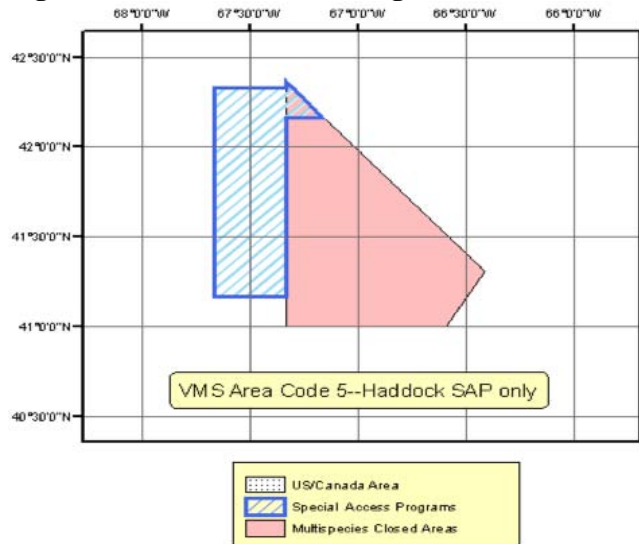 68°0'0"W 67°30'0"W 67°0'0"W 66°30'0"W 66°0'0"W
42°30'0"N
42°0'0"N
41°30'0"N
41°0'0"N
VMS Area Code 5--Haddock SAP only
40°30'0"N
US/Canada Area
Special Access Programs
Multispecies Closed Areas